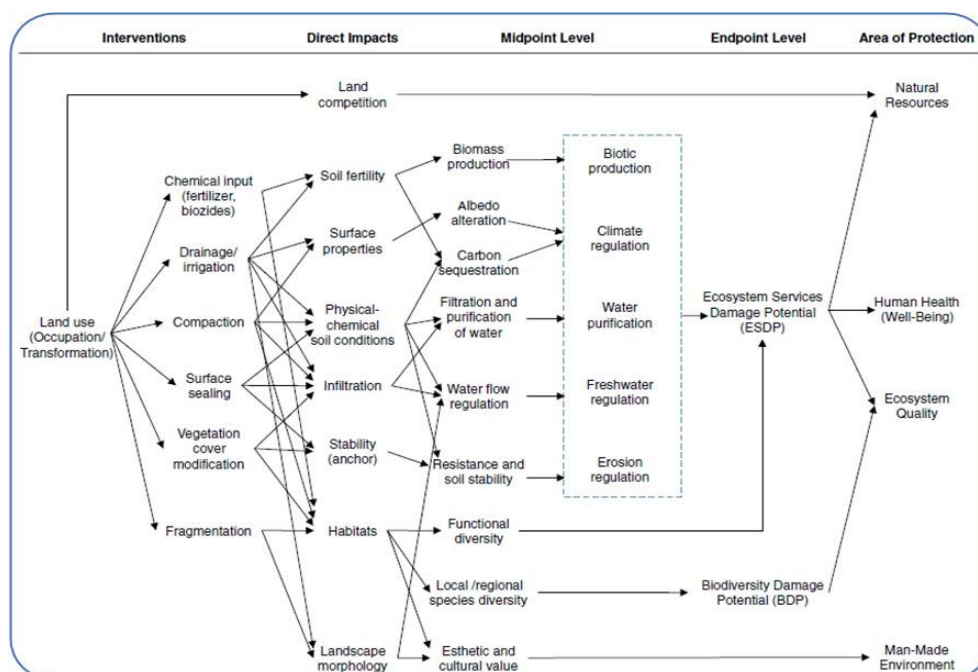 Interventions
Direct Impacts
Midpoint Level
Endpoint Level
Area of Protection
Land
competition
Natural
Resources
Biomass
production
Biotic
production
Chemical input
(fertilizer,
biozides)
Soil fertility
Albedo
alteration
Climate
regulation
Surface
properties
Drainage/
irrigation
Carbon
sequestration
Land use
(Occupation/
Transformation)
Compaction
Physical-
chemical
soil conditions
Filtration and
purification
of water
Water
purification
Ecosystem Services
Damage Potential
(ESDP)
Human Health
(Well-Being)
Surface
sealing
Infiltration
Water flow
regulation
Freshwater
regulation
Ecosystem
Quality
Vegetation
cover
modification
Stability
(anchor)
Resistance and
soil stability
Erosion
regulation
Fragmentation
Habitats
Functional
diversity
Local /regional
species diversity
Biodiversity Damage
Potential (BDP)
Landscape
morphology
Esthetic and
cultural value
Man-Made
Environment